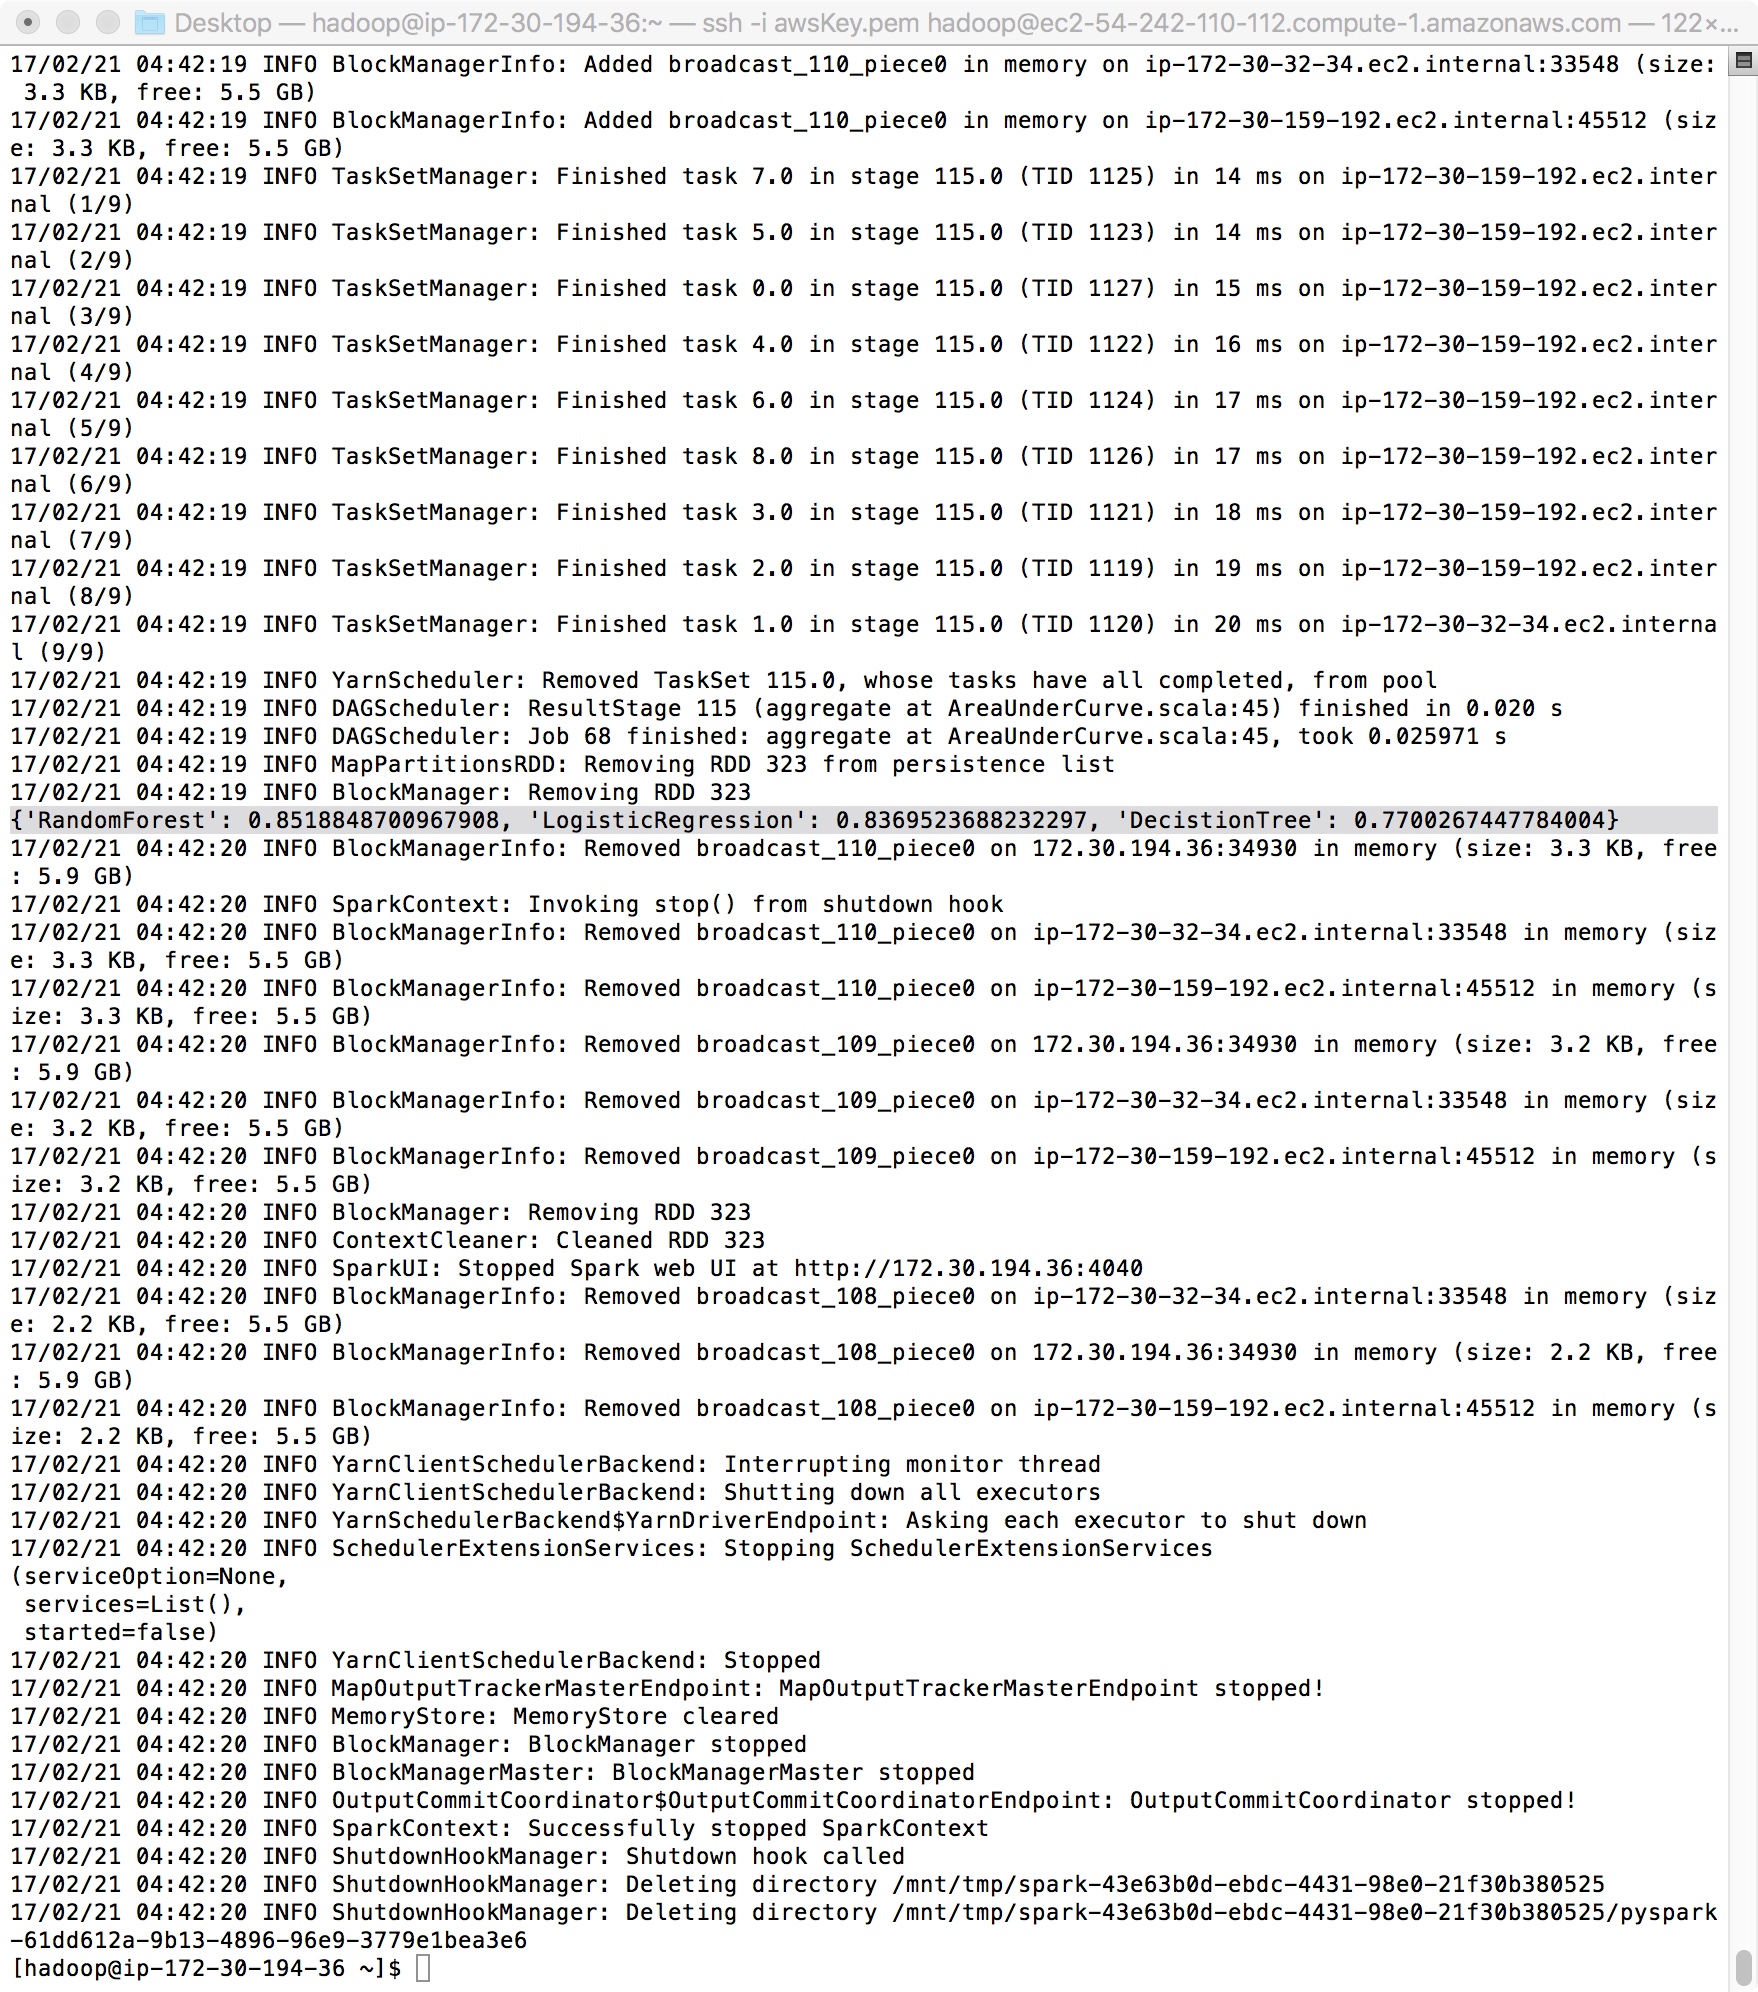 Desktop — hadoop@ip-172-30-194-36:~ — ssh -i awsKey.pem hadoop@ec2-54-242-110-112.compute-1.amazonaws.com — 122×...
17/02/21 04:42:19 INFO BlockManagerInfo: Added broadcast_110_piece0 in memory on ip-172-30-32-34.ec2.internal:33548 (size:
 3.3 KB, free: 5.5 GB)
17/02/21 04:42:19 INFO BlockManagerInfo: Added broadcast_110_piece0 in memory on ip-172-30-159-192.ec2.internal:45512 (siz
e: 3.3 KB, free: 5.5 GB)
17/02/21 04:42:19 INFO TaskSetManager: Finished task 7.0 in stage 115.0 (TID 1125) in 14 ms on ip-172-30-159-192.ec2.inter
nal (1/9)
17/02/21 04:42:19 INFO TaskSetManager: Finished task 5.0 in stage 115.0 (TID 1123) in 14 ms on ip-172-30-159-192.ec2.inter
nal (2/9)
17/02/21 04:42:19 INFO TaskSetManager: Finished task 0.0 in stage 115.0 (TID 1127) in 15 ms on ip-172-30-159-192.ec2.inter
nal (3/9)
17/02/21 04:42:19 INFO TaskSetManager: Finished task 4.0 in stage 115.0 (TID 1122) in 16 ms on ip-172-30-159-192.ec2.inter
nal (4/9)
17/02/21 04:42:19 INFO TaskSetManager: Finished task 6.0 in stage 115.0 (TID 1124) in 17 ms on ip-172-30-159-192.ec2.inter
nal (5/9)
17/02/21 04:42:19 INFO TaskSetManager: Finished task 8.0 in stage 115.0 (TID 1126) in 17 ms on ip-172-30-159-192.ec2.inter
nal (6/9)
17/02/21 04:42:19 INFO TaskSetManager: Finished task 3.0 in stage 115.0 (TID 1121) in 18 ms on ip-172-30-159-192.ec2.inter
nal (7/9)
17/02/21 04:42:19 INFO TaskSetManager: Finished task 2.0 in stage 115.0 (TID 1119) in 19 ms on ip-172-30-159-192.ec2.inter
nal (8/9)
17/02/21 04:42:19 INFO TaskSetManager: Finished task 1.0 in stage 115.0 (TID 1120) in 20 ms on ip-172-30-32-34.ec2.interna
l (9/9)
17/02/21 04:42:19 INFO YarnScheduler: Removed TaskSet 115.0, whose tasks have all completed, from pool
17/02/21 04:42:19 INFO DAGScheduler: ResultStage 115 (aggregate at AreaUnderCurve.scala:45) finished in 0.020 s
17/02/21 04:42:19 INFO DAGScheduler: Job 68 finished: aggregate at AreaUnderCurve.scala:45, took 0.025971 s
17/02/21 04:42:19 INFO MapPartitionsRDD: Removing RDD 323 from persistence list
17/02/21 04:42:19 INFO BlockManager: Removing RDD 323
{'RandomForest': 0.8518848700967908, 'LogisticRegression': 0.8369523688232297, 'DecistionTree': 0.7700267447784004}
17/02/21 04:42:20 INFO BlockManagerInfo: Removed broadcast_110_piece0 on 172.30.194.36:34930 in memory (size: 3.3 KB, free
: 5.9 GB)
17/02/21 04:42:20 INFO SparkContext: Invoking stop() from shutdown hook
17/02/21 04:42:20 INFO BlockManagerInfo: Removed broadcast_110_piece0 on ip-172-30-32-34.ec2.internal:33548 in memory (siz
e: 3.3 KB, free: 5.5 GB)
17/02/21 04:42:20 INFO BlockManagerInfo: Removed broadcast_110_piece0 on ip-172-30-159-192.ec2.internal:45512 in memory (s
ize: 3.3 KB, free: 5.5 GB)
17/02/21 04:42:20 INFO BlockManagerInfo: Removed broadcast_109_piece0 on 172.30.194.36:34930 in memory (size: 3.2 KB, free
: 5.9 GB)
17/02/21 04:42:20 INFO BlockManagerInfo: Removed broadcast_109_piece0 on ip-172-30-32-34.ec2.internal:33548 in memory (siz
e: 3.2 KB, free: 5.5 GB)
17/02/21 04:42:20 INFO BlockManagerInfo: Removed broadcast_109_piece0 on ip-172-30-159-192.ec2.internal:45512 in memory (s
ize: 3.2 KB, free: 5.5 GB)
17/02/21 04:42:20 INFO BlockManager: Removing RDD 323
17/02/21 04:42:20 INFO ContextCleaner: Cleaned RDD 323
17/02/21 04:42:20 INFO SparkUI: Stopped Spark web UI at http://172.30.194.36:4040
17/02/21 04:42:20 INFO BlockManagerInfo: Removed broadcast_108_piece0 on ip-172-30-32-34.ec2.internal:33548 in memory (siz
e: 2.2 KB, free: 5.5 GB)
17/02/21 04:42:20 INFO BlockManagerInfo: Removed broadcast_108_piece0 on 172.30.194.36:34930 in memory (size: 2.2 KB, free
: 5.9 GB)
17/02/21 04:42:20 INFO BlockManagerInfo: Removed broadcast_108_piece0 on ip-172-30-159-192.ec2.internal:45512 in memory (s
ize: 2.2 KB, free: 5.5 GB)
17/02/21 04:42:20 INFO YarnClientSchedulerBackend: Interrupting monitor thread
17/02/21 04:42:20 INFO YarnClientSchedulerBackend: Shutting down all executors
17/02/21 04:42:20 INFO YarnSchedulerBackend$YarnDriverEndpoint: Asking each executor to shut down
17/02/21 04:42:20 INFO SchedulerExtensionServices: Stopping SchedulerExtensionServices
(serviceOption=None,
 services=List(),
 started=false)
17/02/21 04:42:20 INFO YarnClientSchedulerBackend: Stopped
17/02/21 04:42:20 INFO MapOutputTrackerMasterEndpoint: MapOutputTrackerMasterEndpoint stopped!
17/02/21 04:42:20 INFO MemoryStore: MemoryStore cleared
17/02/21 04:42:20 INFO BlockManager: BlockManager stopped
17/02/21 04:42:20 INFO BlockManagerMaster: BlockManagerMaster stopped
17/02/21 04:42:20 INFO OutputCommitCoordinator$OutputCommitCoordinatorEndpoint: OutputCommitCoordinator stopped!
17/02/21 04:42:20 INFO SparkContext: Successfully stopped SparkContext
17/02/21 04:42:20 INFO ShutdownHookManager: Shutdown hook called
17/02/21 04:42:20 INFO ShutdownHookManager: Deleting directory /mnt/tmp/spark-43e63b0d-ebdc-4431-98e0-21f30b380525
17/02/21 04:42:20 INFO ShutdownHookManager: Deleting directory /mnt/tmp/spark-43e63b0d-ebdc-4431-98e0-21f30b380525/pyspark
-61dd612a-9b13-4896-96e9-3779e1bea3e6
[hadoop@ip-172-30-194-36 ~]$